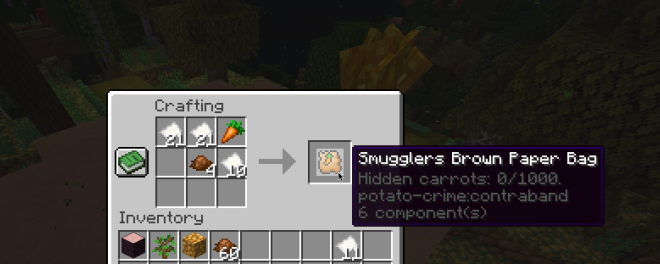 Crafting
21 21
4 10
Smugglers Brown Paper Bag
Hidden carrots: 0/1000.
potato-crime:contraband
6 component(s)
Inventory
60 11